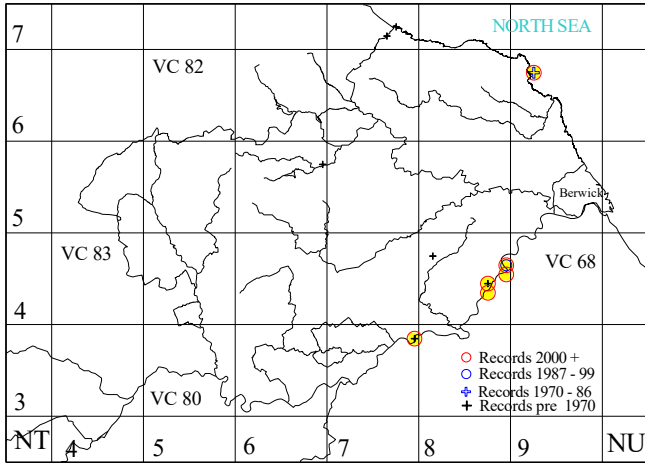 7
NORTH SEA
VC 82
6
Berwick
5
VC 83
VC 68
4
Records 2000 +
Records 1987 - 99
VC 80
Records 1970 - 86
Records pre 1970
3
NT 4 5 6 7 8 9 NU